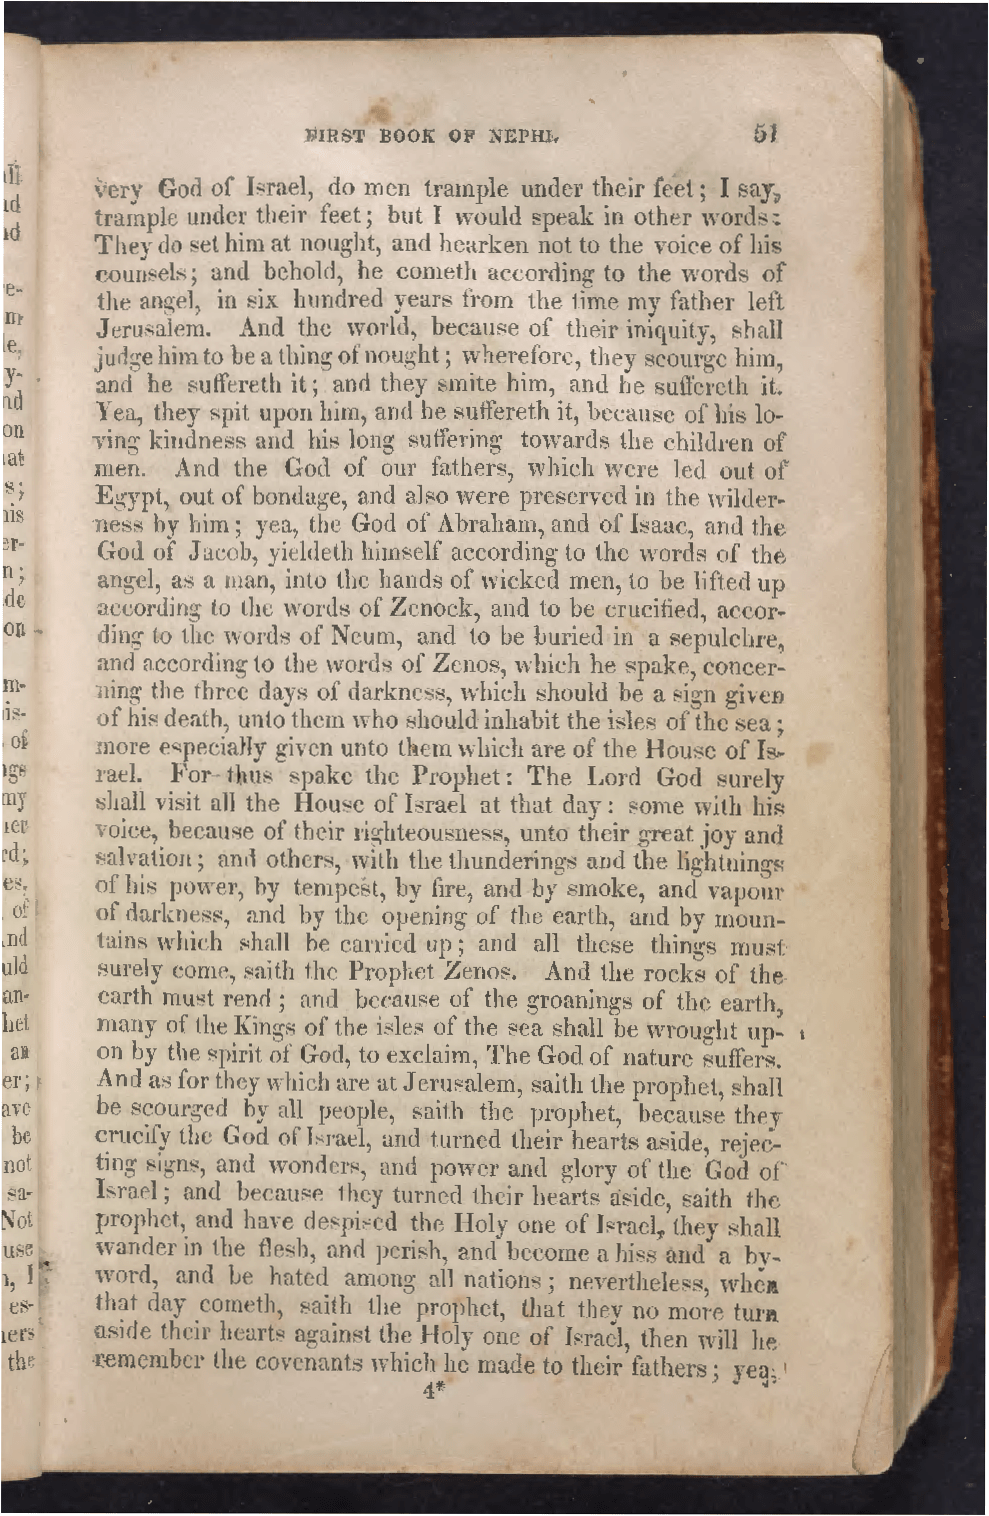 FIRST BOOK OF NEPHI. 51
very God of Israel, do men trample under their feet; I say,
trample under their feet; but I would speak in other words:
They do set him at nought, and hearken not to the voice of his
counsels; and behold, he cometh according to the words of
the angel, in six hundred years from the time my father left
Jerusalem. And the world, because of their iniquity, shall
judge him to be a thing of nought; wherefore, they scourge him,
and he suffereth it; and they smite him, and he suffereth it.
Yea, they spit upon him, and he suffereth it, because of his lo-
ving kindness and his long suffering towards the children of
men. And the God of our fathers, which were led out of
Egypt, out of bondage, and also were preserved in the wilder-
ness by him; yea, the God of Abraham, and of Isaac, and the
God of Jacob, yieldeth himself according to the words of the
angel, as a man, into the hands of wicked men, to be lifted up
according to the words of Zenock, and to be crucified, accor-
ding to the words of Neum, and to be buried in a sepulchre,
and according to the words of Zenos, which he spake, concer-
ning the three days of darkness, which should be a sign given
of his death, unto them who should inhabit the isles of the sea;
more especially given unto them which are of the House of Is-
rael. For thus spake the Prophet: The Lord God surely
shall visit all the House of Israel at that day: some with his
voice, because of their righteousness, unto their great joy and
salvation; and others, with the thunderings and the lightnings
of his power, by tempest, by fire, and by smoke, and vapour
of darkness, and by the opening of the earth, and by moun-
tains which shall be carried up; and all these things must
surely come, saith the Prophet Zenos. And the rocks of the
earth must rend; and because of the groanings of the earth,
many of the Kings of the isles of the sea shall be wrought up-
on by the spirit of God, to exclaim, The God of nature suffers.
And as for they which are at Jerusalem, saith the prophet, shall
be scourged by all people, saith the prophet, because they
crucify the God of Israel, and turned their hearts aside, rejec-
ting signs, and wonders, and power and glory of the God of
Israel; and because they turned their hearts aside, saith the
prophet, and have despised the Holy one of Israel, they shall
wander in the flesh, and perish, and become a hiss and a by-
word, and be hated among all nations; nevertheless, when
that day cometh, saith the prophet, that they no more turn
aside their hearts against the Holy one of Israel, then will he
remember the covenants which he made to their fathers; yea,
4*